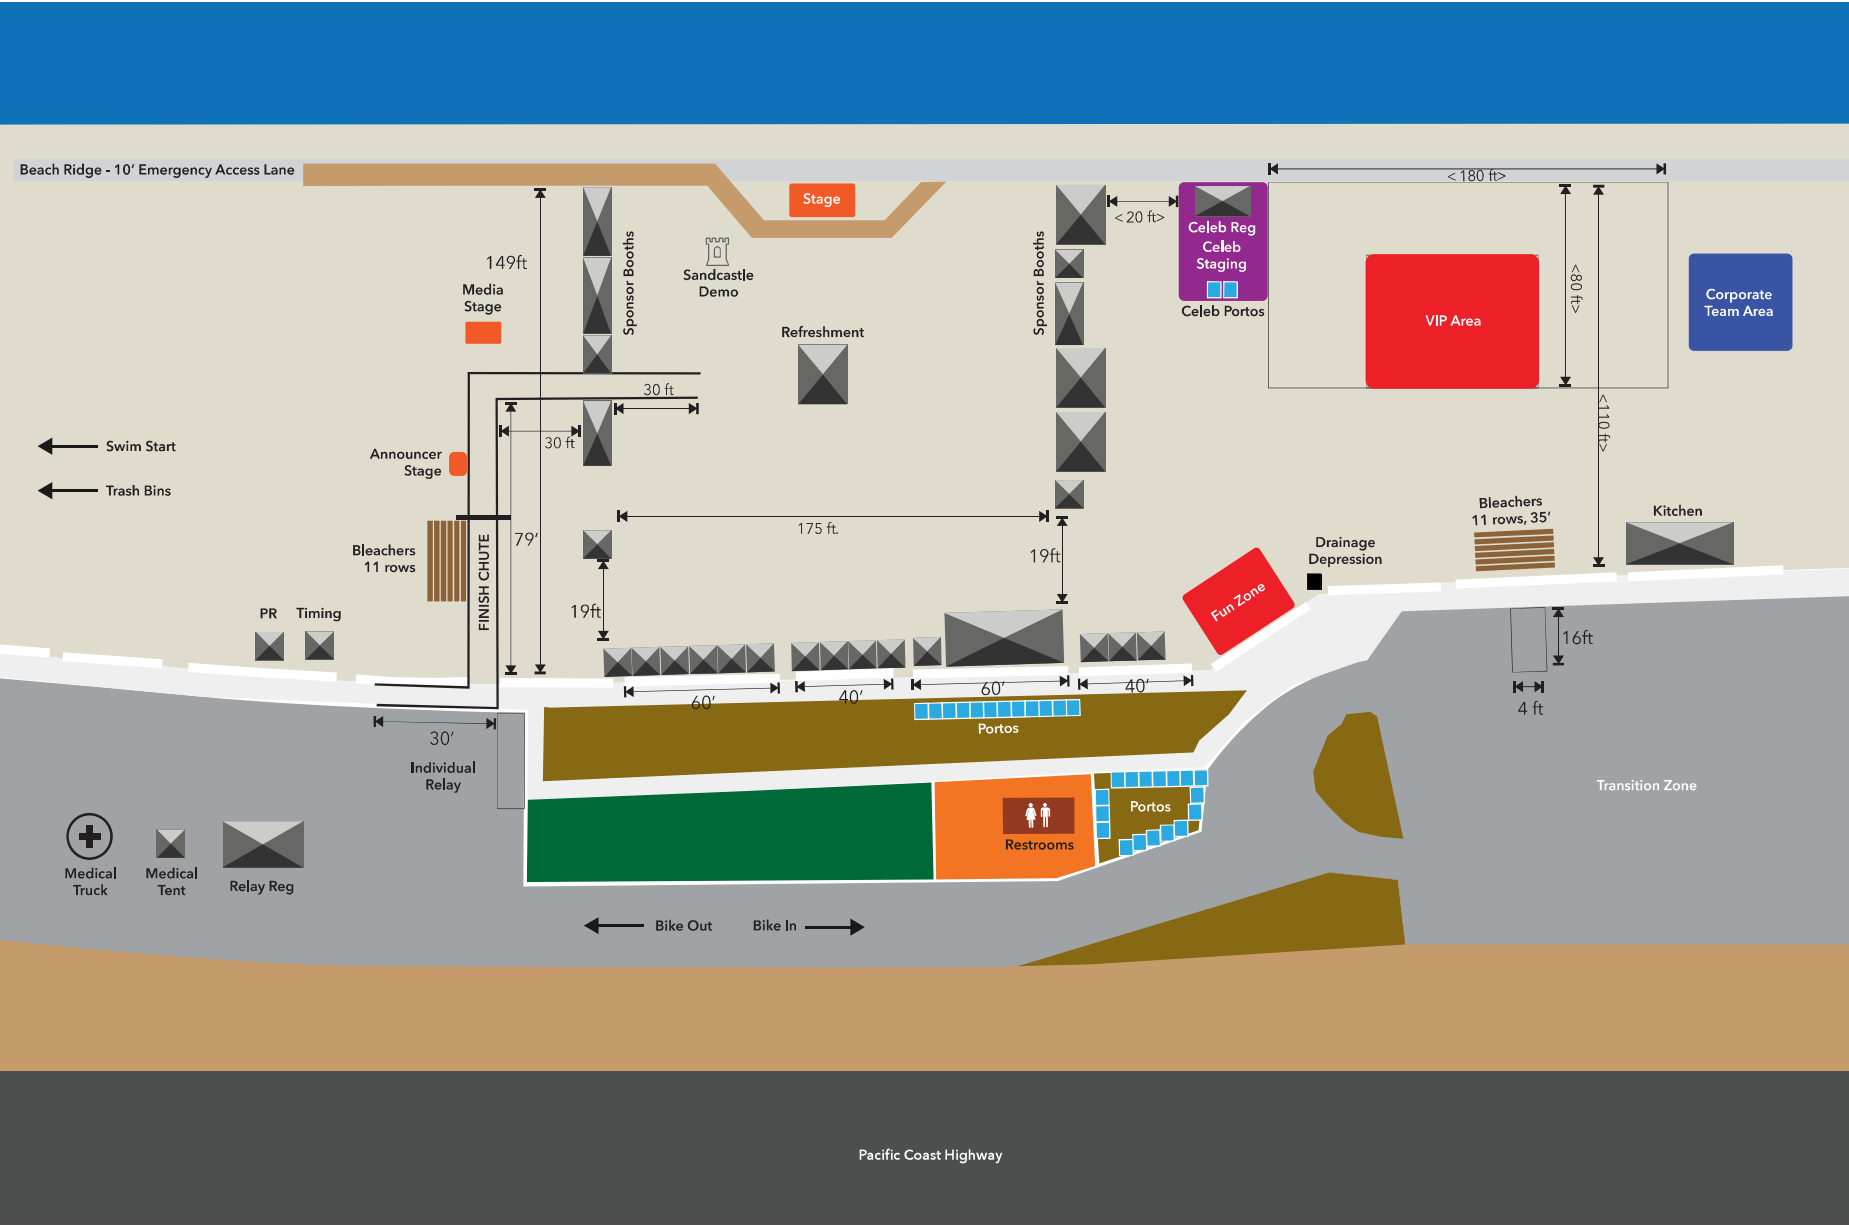 Beach Ridge - 10’ Emergency Access Lane
Stage
< 180 ft>
< 20 ft>
Celeb Reg
Celeb
Staging
Celeb Portos
149ft
Media
Stage
Sponsor Booths
Sandcastle
Demo
Refreshment
Sponsor Booths
VIP Area
<80 ft>
<110 ft>
Corporate
Team Area
30 ft
30 ft
Swim Start
Trash Bins
Announcer
Stage
Bleachers
11 rows
FINISH CHUTE
79’
175 ft.
19ft
19ft
Drainage
Depression
Bleachers
11 rows, 35’
Kitchen
Fun Zone
PR
Timing
16ft
4 ft
60’
40’
60’
40’
30’
Individual
Relay
Portos
Portos
Restrooms
Transition Zone
Medical
Truck
Medical
Tent
Relay Reg
Bike Out
Bike In
Pacific Coast Highway